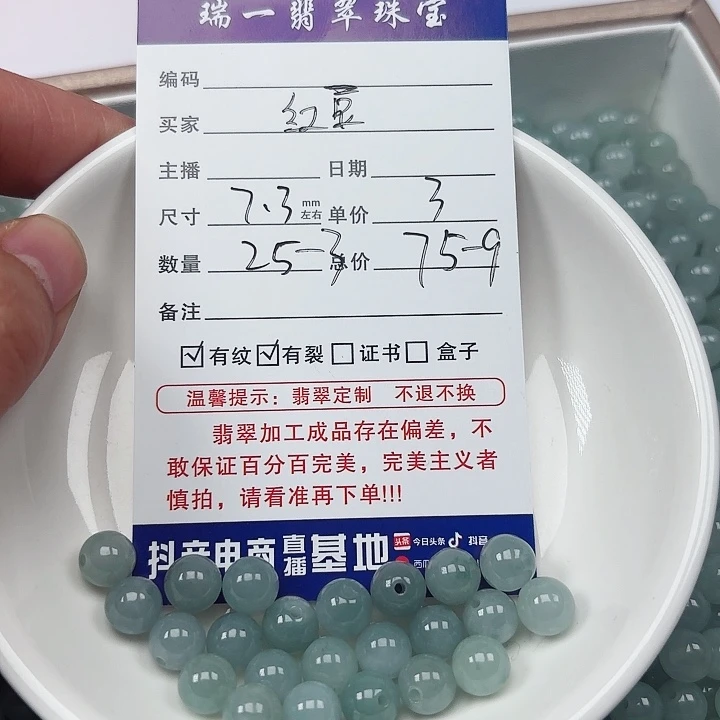 瑞一翡翠珠宝
编码
买家 红豆
主播 日期
尺寸 7.3 mm 左右 单价 3
数量 25-3 总价 75-9
备注
☑有纹☑有裂☐证书☐盒子
温馨提示：翡翠定制 不退不换
翡翠加工成品存在偏差，不
敢保证百分百完美，完美主义者
慎拍，请看准再下单!!!
抖音电商直播基地 头条 今日头条 抖音
西瓜